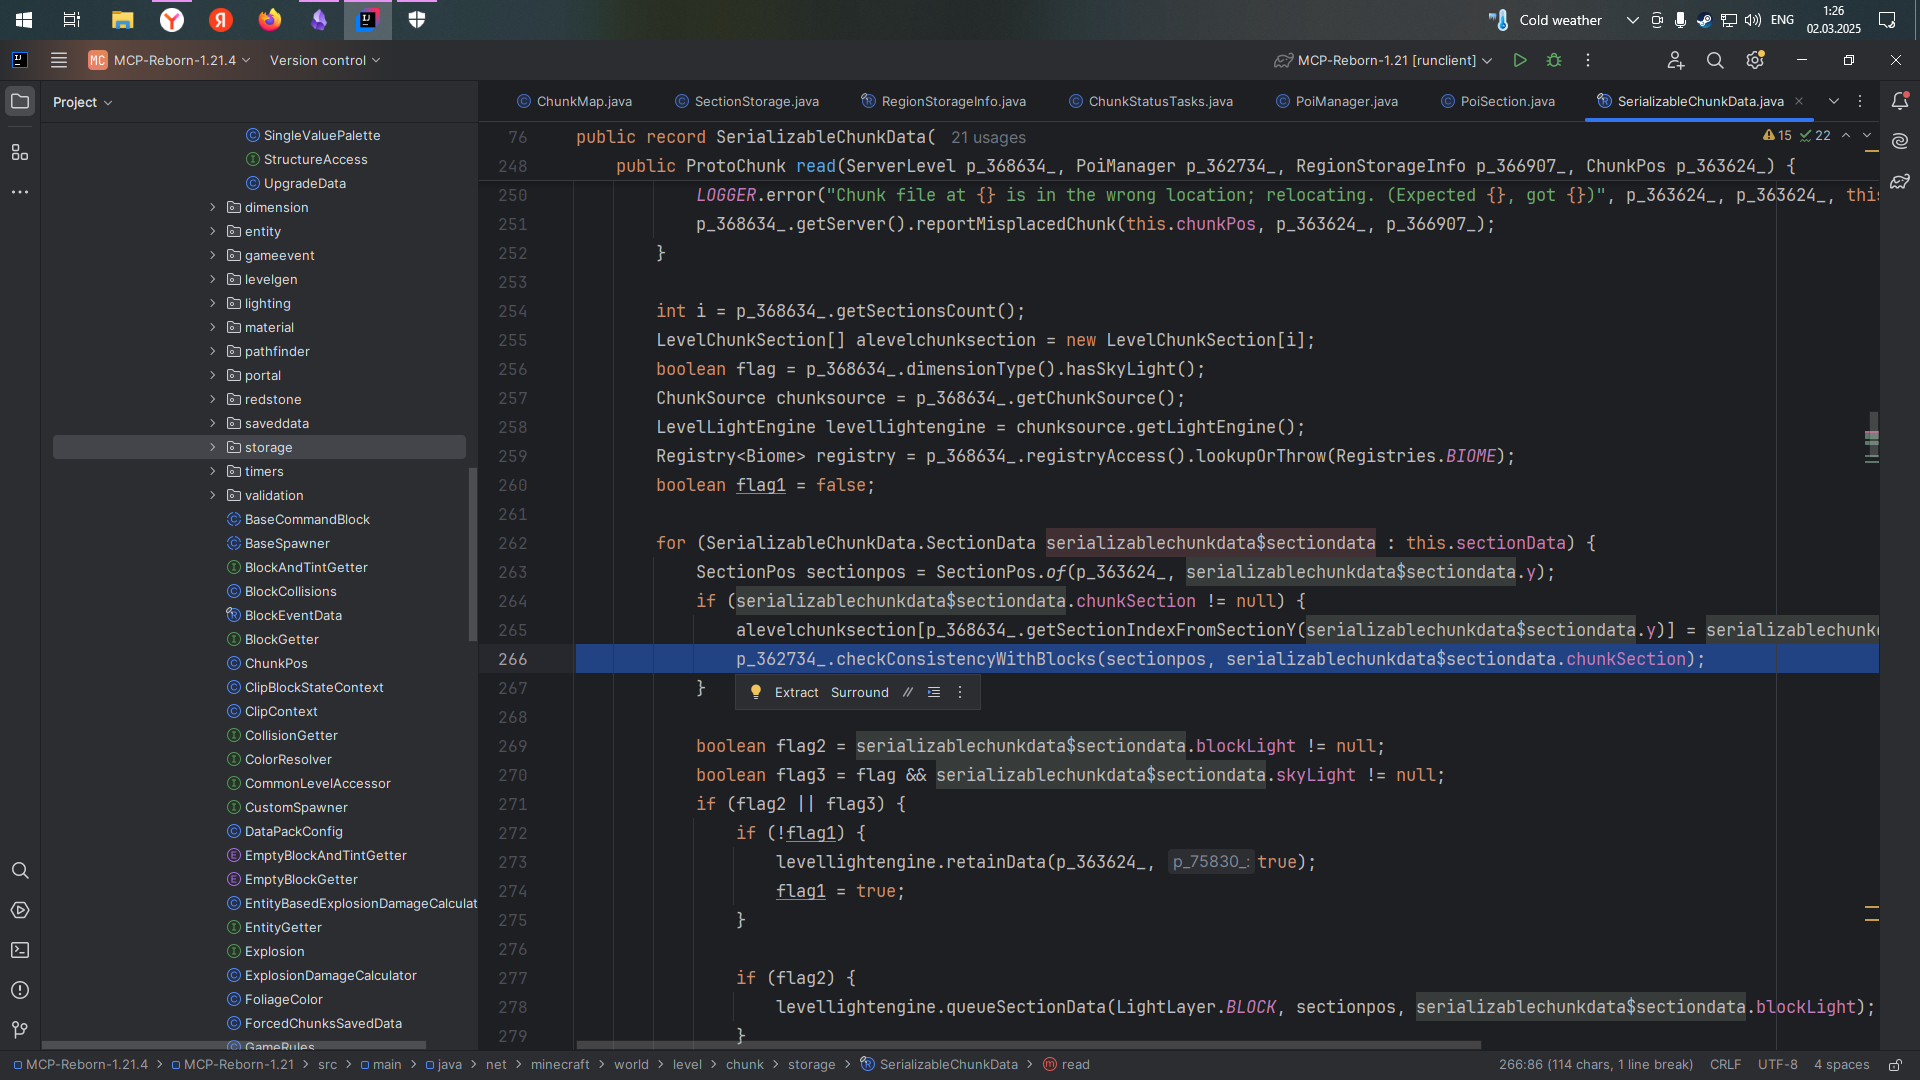 Cold weather
ENG
1:26
02.03.2025
MC
MCP-Reborn-1.21.4
Version control
MCP-Reborn-1.21 [runclient]
Project
ChunkMap.java
SectionStorage.java
RegionStorageInfo.java
ChunkStatusTasks.java
PoiManager.java
PoiSection.java
SerializableChunkData.java
SingleValuePalette
StructureAccess
UpgradeData
dimension
entity
gameevent
levelgen
lighting
material
pathfinder
portal
redstone
saveddata
storage
timers
validation
BaseCommandBlock
BaseSpawner
BlockAndTintGetter
BlockCollisions
BlockEventData
BlockGetter
ChunkPos
ClipBlockStateContext
ClipContext
CollisionGetter
ColorResolver
CommonLevelAccessor
CustomSpawner
DataPackConfig
EmptyBlockAndTintGetter
EmptyBlockGetter
EntityBasedExplosionDamageCalculat
EntityGetter
Explosion
ExplosionDamageCalculator
FoliageColor
ForcedChunksSavedData
GameRules
15 22
76 public record SerializableChunkData( 21 usages
248 public ProtoChunk read(ServerLevel p_368634_, PoiManager p_362734_, RegionStorageInfo p_366907_, ChunkPos p_363624_) {
250 LOGGER.error("Chunk file at {} is in the wrong location; relocating. (Expected {}, got {})", p_363624_, p_363624_, this
251 p_368634_.getServer().reportMisplacedChunk(this.chunkPos, p_363624_, p_366907_);
252 }
253
254 int i = p_368634_.getSectionsCount();
255 LevelChunkSection[] alevelchunksection = new LevelChunkSection[i];
256 boolean flag = p_368634_.dimensionType().hasSkyLight();
257 ChunkSource chunksource = p_368634_.getChunkSource();
258 LevelLightEngine levellightengine = chunksource.getLightEngine();
259 Registry<Biome> registry = p_368634_.registryAccess().lookupOrThrow(Registries.BIOME);
260 boolean flag1 = false;
261
262 for (SerializableChunkData.SectionData serializablechunkdata$sectiondata : this.sectionData) {
263 SectionPos sectionpos = SectionPos.of(p_363624_, serializablechunkdata$sectiondata.y);
264 if (serializablechunkdata$sectiondata.chunkSection != null) {
265 alevelchunksection[p_368634_.getSectionIndexFromSectionY(serializablechunkdata$sectiondata.y)] = serializablechunk
266 p_362734_.checkConsistencyWithBlocks(sectionpos, serializablechunkdata$sectiondata.chunkSection);
267 }
Extract Surround //
268
269 boolean flag2 = serializablechunkdata$sectiondata.blockLight != null;
270 boolean flag3 = flag && serializablechunkdata$sectiondata.skyLight != null;
271 if (flag2 || flag3) {
272 if (!flag1) {
273 levellightengine.retainData(p_363624_, p_75830_: true);
274 flag1 = true;
275 }
276
277 if (flag2) {
278 levellightengine.queueSectionData(LightLayer.BLOCK, sectionpos, serializablechunkdata$sectiondata.blockLight);
279 }
MCP-Reborn-1.21.4 > MCP-Reborn-1.21 > src > main > java > net > minecraft > world > level > chunk > storage > SerializableChunkData > read
266:86 (114 chars, 1 line break)
CRLF
UTF-8
4 spaces